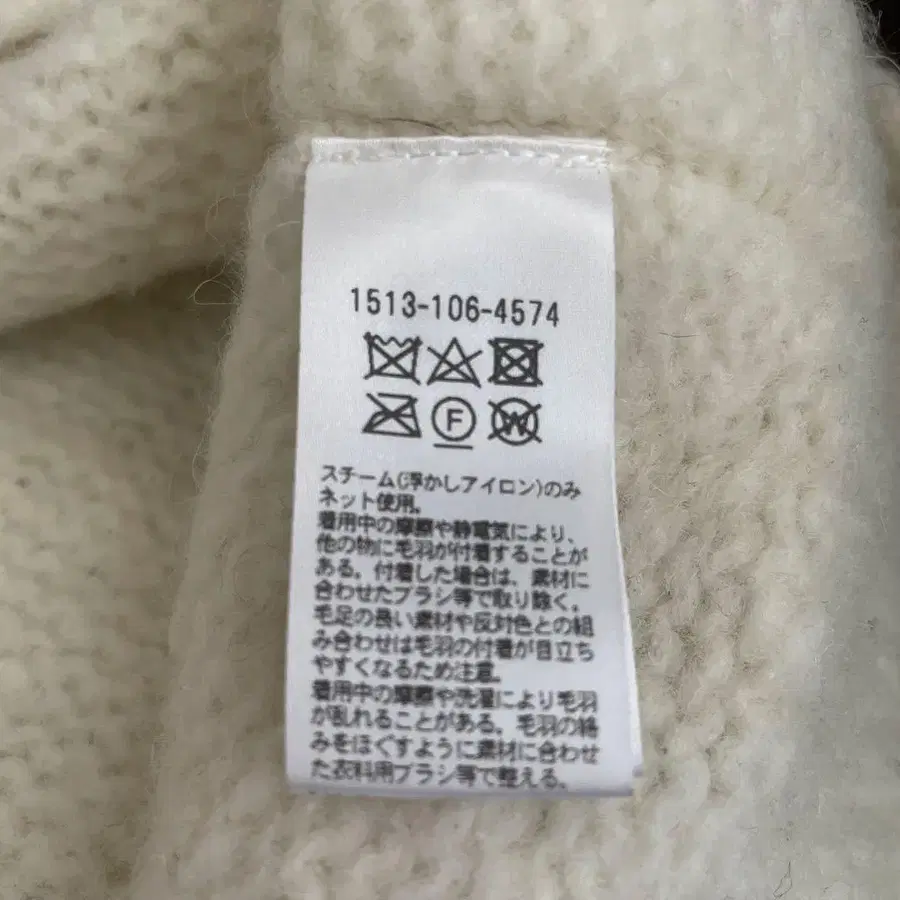 1513-106-4574
F
W
スチーム(浮かしアイロン)のみ
ネット使用。
着用中の摩擦や静電気により、
他の物に毛羽が付着することが
ある。付着した場合は、素材に
合わせたブラシ等で取り除く。
毛足の長い素材や反対色との組
み合わせは毛羽の付着が目立ち
やすくなるため注意。
着用中の摩擦や洗濯により毛羽
が乱れることがある。毛羽の絡
みをほぐすように素材に合わせ
た衣料用ブラシ等で整える。